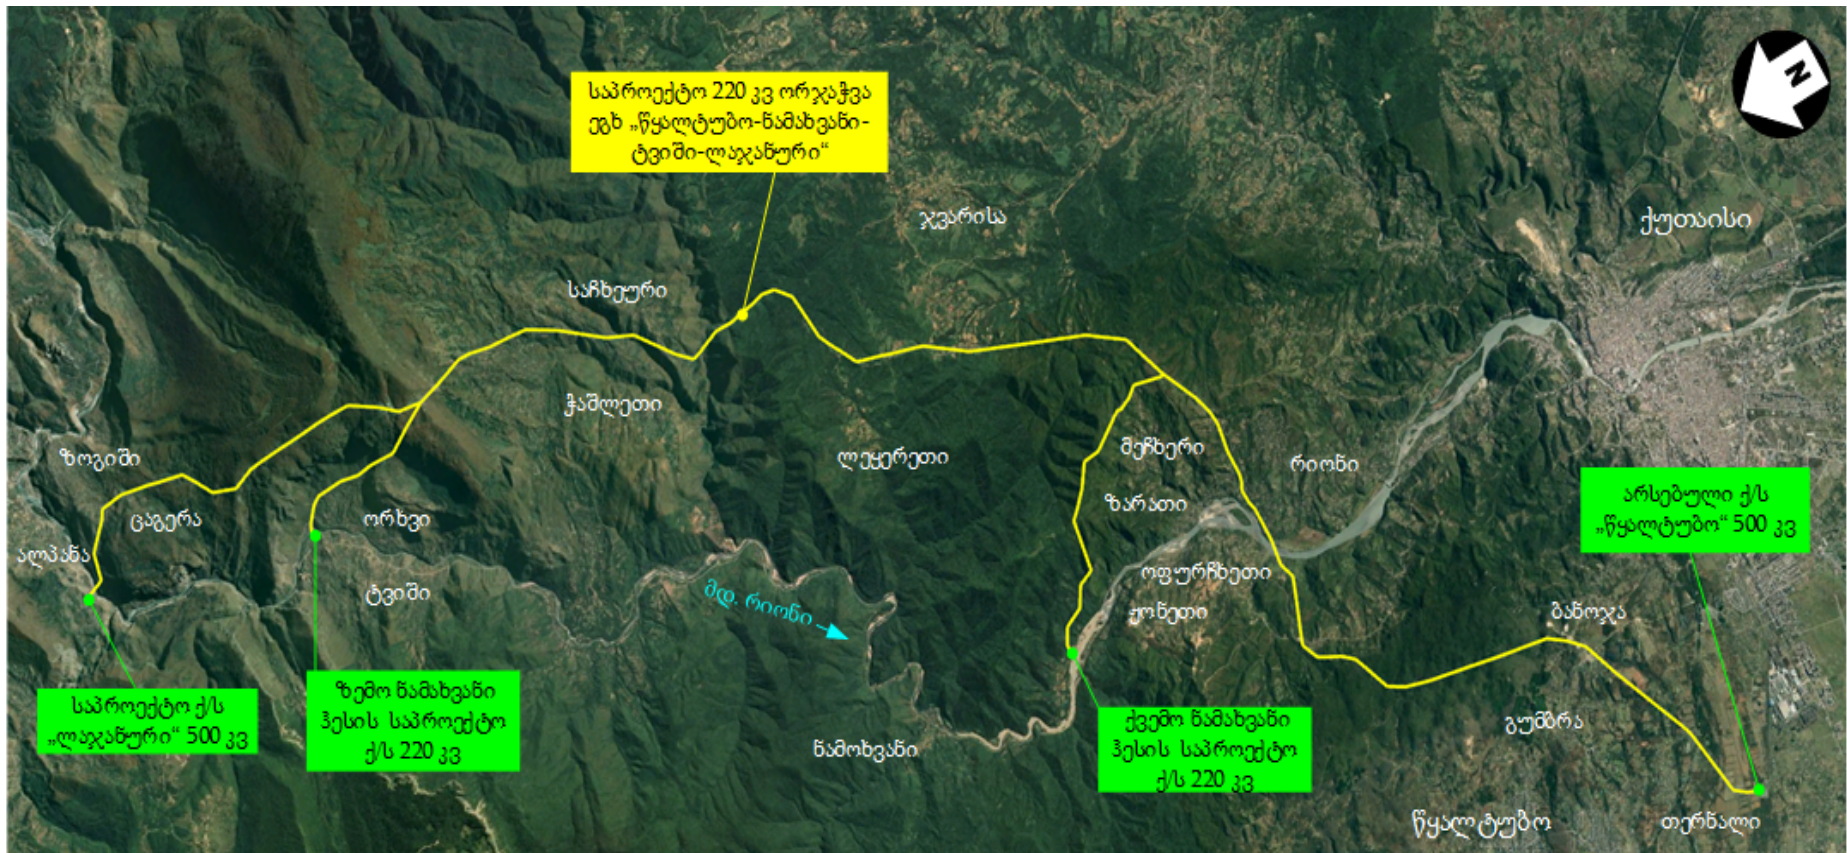 საპროექტო 220 კვ ორჯაჭვა
ეგხ „წყალტუბო-ნამახვანი-
ტვიში-ლაჯანური“
N
ჯვარისა
ქუთაისი
საჩხეური
ჭაშლეთი
ზოგიში
ლეყერეთი
მეჩხერი
რიონი
ზარათი
ცაგერა
ორხვი
არსებული ქ/ს
„წყალტუბო“ 500 კვ
ალპანა
ტვიში
მდ. რიონი
ოფურჩხეთი
ჟონეთი
ბანოჯა
საპროექტო ქ/ს
„ლაჯანური“ 500 კვ
ზემო ნამახვანი
ჰესის საპროექტო
ქ/ს 220 კვ
ნამოხვანი
ქვემო ნამახვანი
ჰესის საპროექტო
ქ/ს 220 კვ
გუმბრა
წყალტუბო
თერნალი